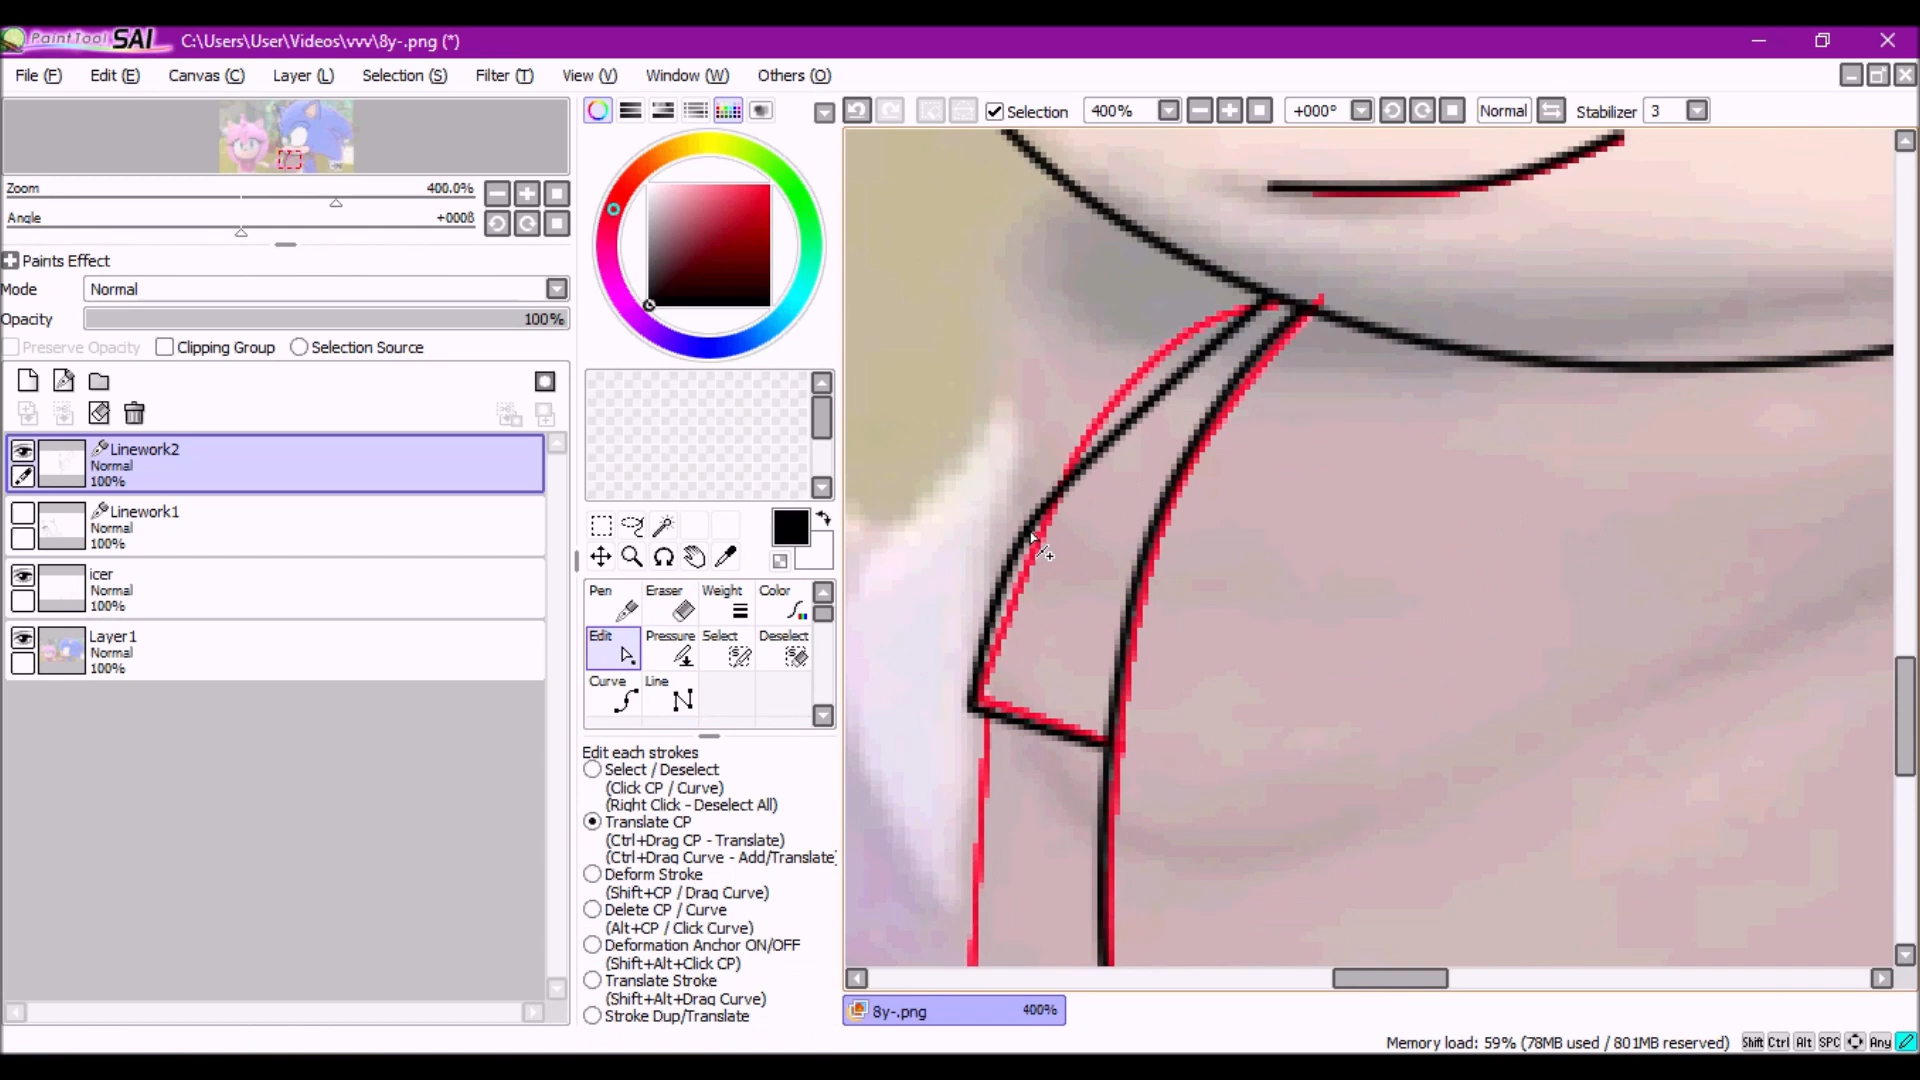 PaintTool SAI C:\Users\User\Videos\vvv\8y-.png (*)
File (F) Edit (E) Canvas (C) Layer (L) Selection (S) Filter (T) View (V) Window (W) Others (O)
Selection 400% +000° Normal Stabilizer 3
Zoom 400.0%
Angle +000ß
Paints Effect
Mode Normal
Opacity 100%
Preserve Opacity Clipping Group Selection Source
Linework2
Normal
100%
Linework1
Normal
100%
icer
Normal
100%
Layer1
Normal
100%
Pen Eraser Weight Color
Edit Pressure Select Deselect
Curve Line
Edit each strokes
Select / Deselect
(Click CP / Curve)
(Right Click - Deselect All)
Translate CP
(Ctrl+Drag CP - Translate)
(Ctrl+Drag Curve - Add/Translate)
Deform Stroke
(Shift+CP / Drag Curve)
Delete CP / Curve
(Alt+CP / Click Curve)
Deformation Anchor ON/OFF
(Shift+Alt+Click CP)
Translate Stroke
(Shift+Alt+Drag Curve)
Stroke Dup/Translate
8y-.png 400%
Memory load: 59% (78MB used / 801MB reserved) Shift Ctrl Alt SPC Any